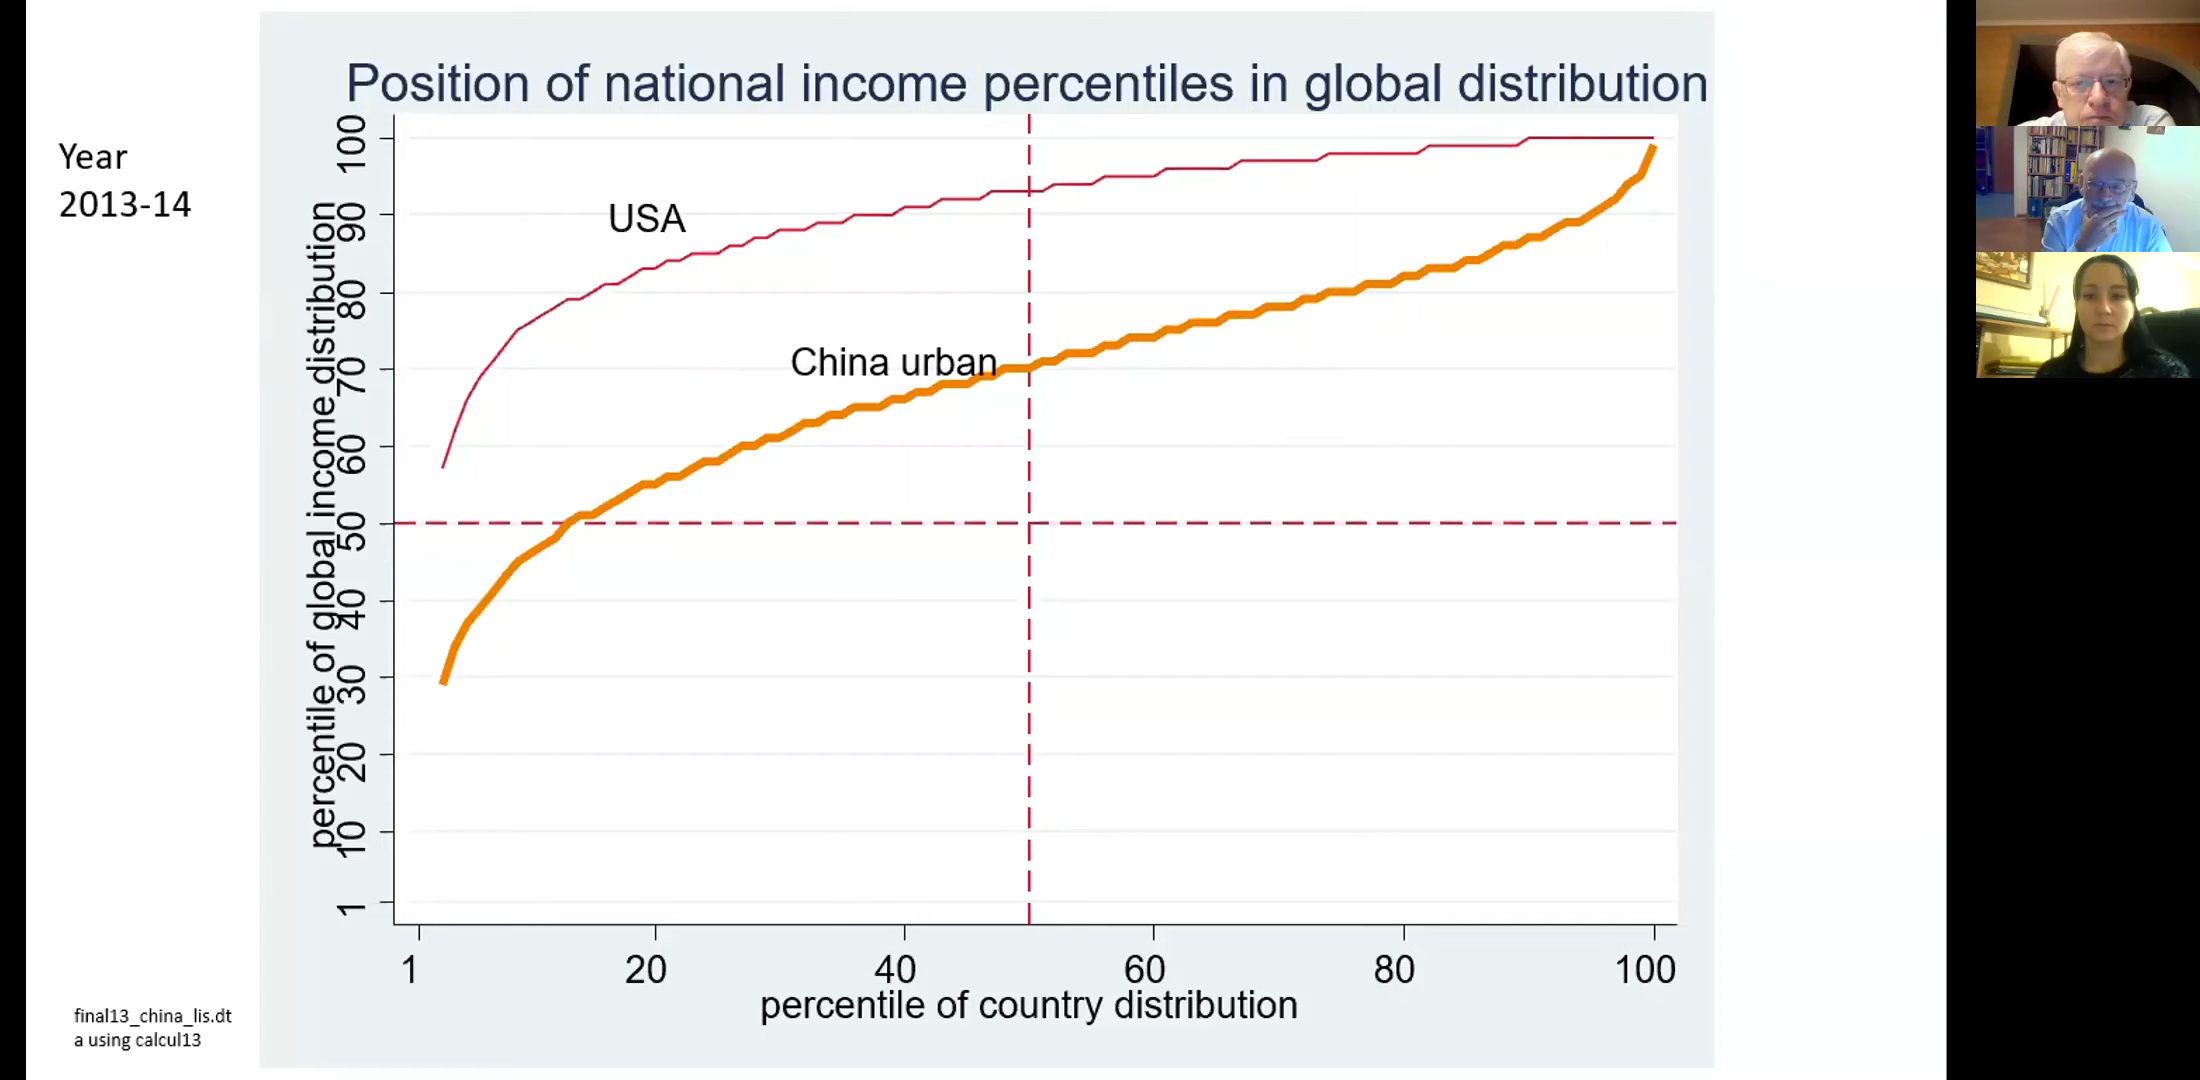 Position of national income percentiles in global distribution
Year
2013-14
percentile of global income distribution
100
90
80
70
60
50
40
30
20
10
1
USA
China urban
1 20 40 60 80 100
percentile of country distribution
final13_china_lis.dt
a using calcul13